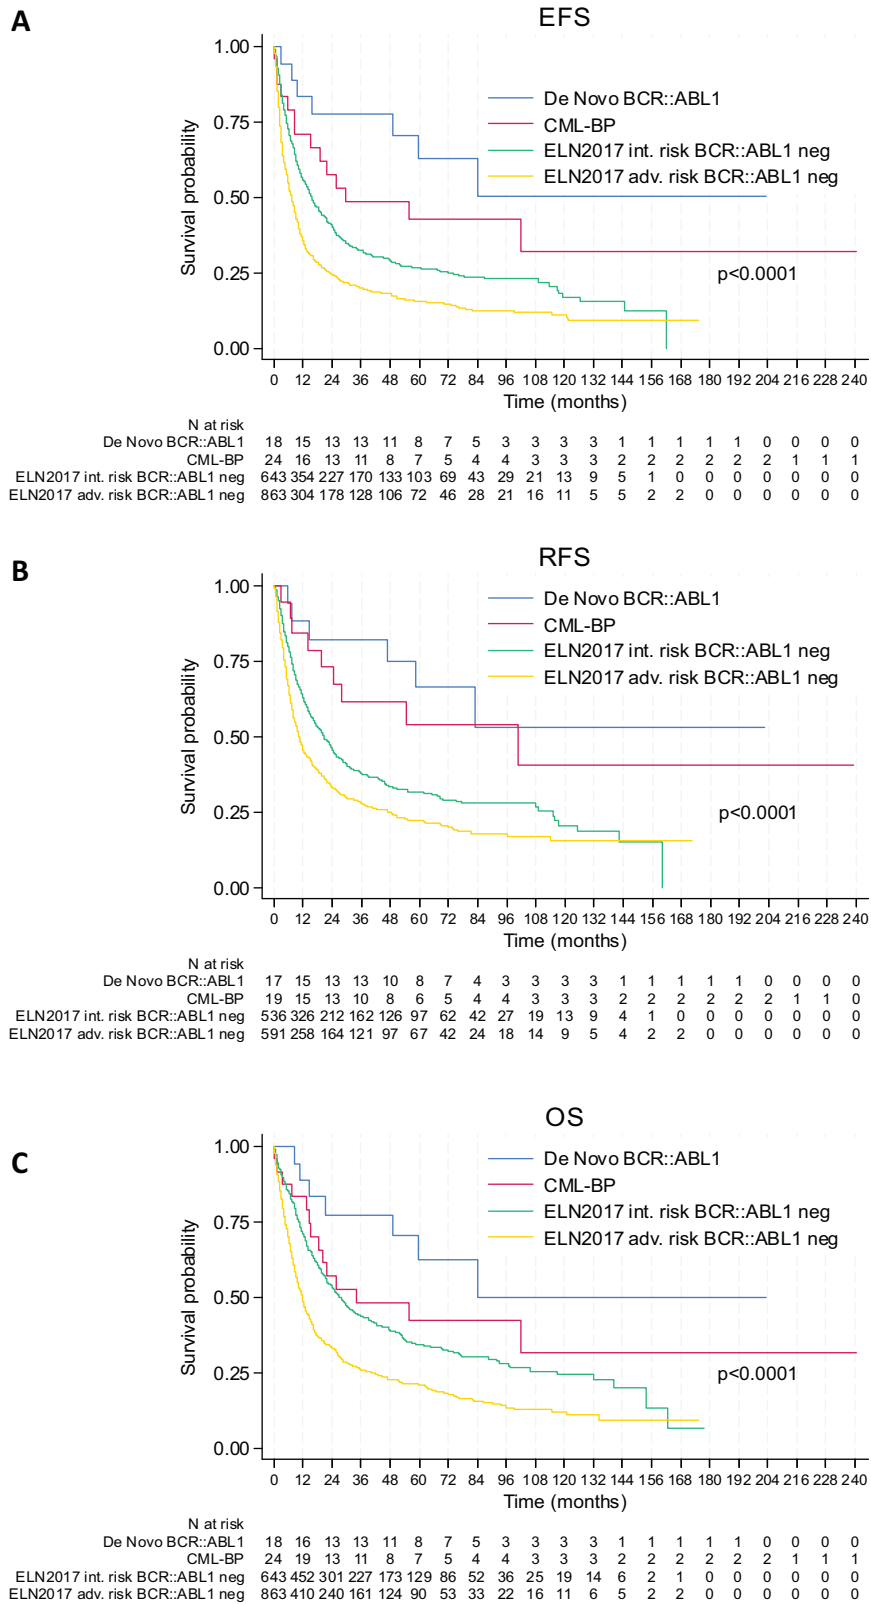 A
EFS
1.00
0.75
0.50
0.25
0.00
Survival probability
De Novo BCR::ABL1
CML-BP
ELN2017 int. risk BCR::ABL1 neg
ELN2017 adv. risk BCR::ABL1 neg
p<0.0001
0 12 24 36 48 60 72 84 96 108 120 132 144 156 168 180 192 204 216 228 240
Time (months)
N at risk
De Novo BCR::ABL1 18 15 13 13 11 8 7 5 3 3 3 3 1 1 1 1 1 0 0 0 0
CML-BP 24 16 13 11 8 7 5 4 4 3 3 3 2 2 2 2 2 2 1 1 1
ELN2017 int. risk BCR::ABL1 neg 643 354 227 170 133 103 69 43 29 21 13 9 5 1 0 0 0 0 0 0 0
ELN2017 adv. risk BCR::ABL1 neg 863 304 178 128 106 72 46 28 21 16 11 5 5 2 2 0 0 0 0 0 0
B
RFS
1.00
0.75
0.50
0.25
0.00
Survival probability
De Novo BCR::ABL1
CML-BP
ELN2017 int. risk BCR::ABL1 neg
ELN2017 adv. risk BCR::ABL1 neg
p<0.0001
0 12 24 36 48 60 72 84 96 108 120 132 144 156 168 180 192 204 216 228 240
Time (months)
N at risk
De Novo BCR::ABL1 17 15 13 13 10 8 7 4 3 3 3 3 1 1 1 1 1 0 0 0 0
CML-BP 19 15 13 10 8 6 5 4 4 3 3 3 2 2 2 2 2 2 1 1 0
ELN2017 int. risk BCR::ABL1 neg 536 326 212 162 126 97 62 42 27 19 13 9 4 1 0 0 0 0 0 0 0
ELN2017 adv. risk BCR::ABL1 neg 591 258 164 121 97 67 42 24 18 14 9 5 4 2 2 0 0 0 0 0 0
C
OS
1.00
0.75
0.50
0.25
0.00
Survival probability
De Novo BCR::ABL1
CML-BP
ELN2017 int. risk BCR::ABL1 neg
ELN2017 adv. risk BCR::ABL1 neg
p<0.0001
0 12 24 36 48 60 72 84 96 108 120 132 144 156 168 180 192 204 216 228 240
Time (months)
N at risk
De Novo BCR::ABL1 18 16 13 13 11 8 7 5 3 3 3 3 1 1 1 1 1 0 0 0 0
CML-BP 24 19 13 11 8 7 5 4 4 3 3 3 2 2 2 2 2 2 1 1 1
ELN2017 int. risk BCR::ABL1 neg 643 452 301 227 173 129 86 52 36 25 19 14 6 2 1 0 0 0 0 0 0
ELN2017 adv. risk BCR::ABL1 neg 863 410 240 161 124 90 53 33 22 16 11 6 5 2 2 0 0 0 0 0 0